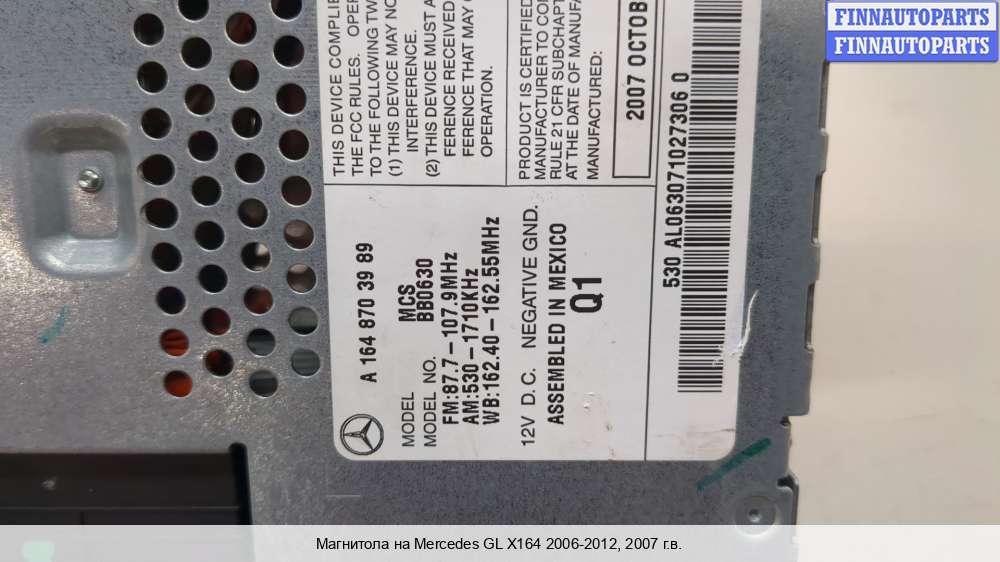 FINNAUTOPARTS
FINNAUTOPARTS
THIS DEVICE COMPLIE
THE FCC RULES. OPER
TO THE FOLLOWING TW
(1) THIS DEVICE MAY NO
INTERFERENCE.
(2) THIS DEVICE MUST A
FERENCE RECEIVED
FERENCE THAT MAY C
OPERATION.
PRODUCT IS CERTIFIED
MANUFACTURER TO CO
RULE 21 CFR SUBCHAPT
AT THE DATE OF MANUFA
MANUFACTURED:
2007 OCTOB
A 164 870 39 89
MODEL MCS
MODEL NO. BB0630
FM:87.7-107.9MHz
AM:530-1710KHz
WB:162.40-162.55MHz
12V D.C. NEGATIVE GND.
ASSEMBLED IN MEXICO
Q1
530 AL063071027306 0
Магнитола на Mercedes GL X164 2006-2012, 2007 г.в.